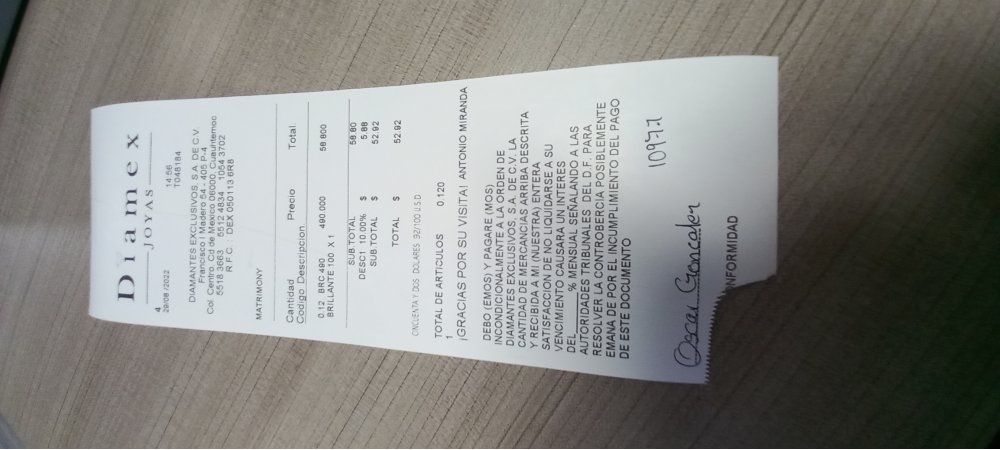 Diamex
JOYAS
4
29/08/2022 14:56
T048184
DIAMANTES EXCLUSIVOS, S.A. DE C.V.
Francisco I Madero 54 - 405 P-4
Col. Centro, Cd de Mexico 06000, Cuauhtemoc
5518 3663 5512 4834 1054 3702
R.F.C. : DEX 050113 6R8
MATRIMONY
Cantidad Precio Total
Codigo Descripcion
0.12 BRC 490 490.000 58.800
BRILLANTE 100 X 1
SUB TOTAL 58.80
DESC1 10.00% $ 5.88
SUB.TOTAL $ 52.92
TOTAL $ 52.92
CINCUENTA Y DOS DOLARES 92/100 U.S.D
TOTAL DE ARTICULOS 0.120
1
¡GRACIAS POR SU VISITA! ANTONIO MIRANDA
DEBO (EMOS) Y PAGARE (MOS)
INCONDICIONALMENTE A LA ORDEN DE
DIAMANTES EXCLUSIVOS, S.A. DE C.V. LA
CANTIDAD DE MERCANCIAS ARRIBA DESCRITA
Y RECIBIDA A MI (NUESTRA) ENTERA
SATISFACCION DE NO LIQUIDARSE A SU
VENCIMIENTO CAUSARA UN INTERES
DEL____% MENSUAL, SEÑALANDO A LAS
AUTORIDADES TRIBUNALES DEL D.F. PARA
RESOLVER LA CONTROBERCIA POSIBLEMENTE
EMANA DE POR EL INCUMPLIMIENTO DEL PAGO
DE ESTE DOCUMENTO
Oscar Gonzalez 10977
NFORMIDAD